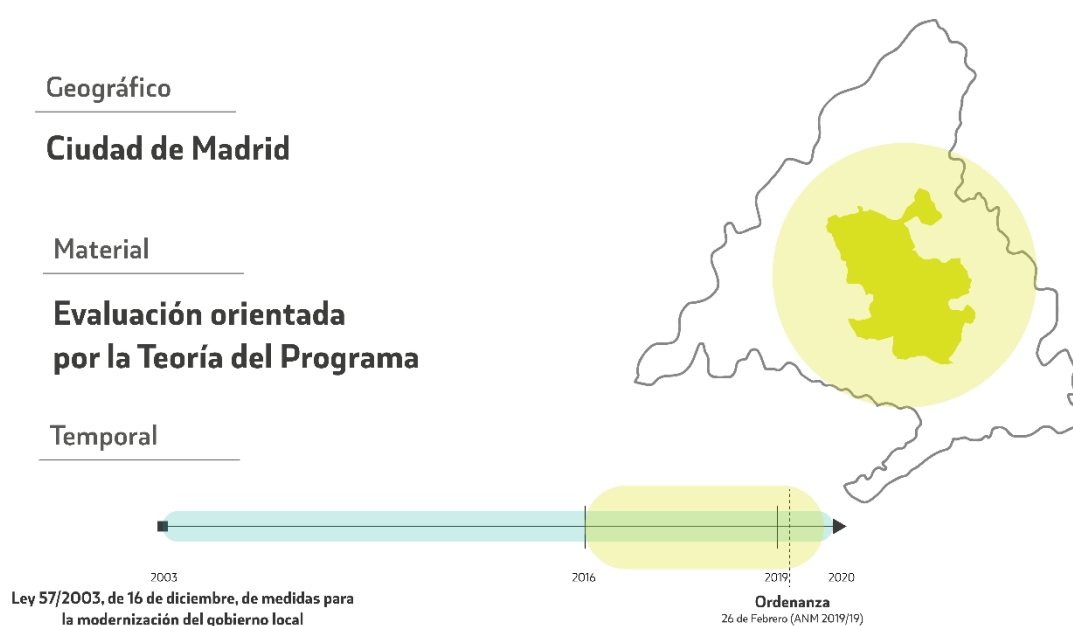 Geográfico
Ciudad de Madrid
Material
Evaluación orientada
por la Teoría del Programa
Temporal
2003
2016
2019
2020
Ley 57/2003, de 16 de diciembre, de medidas para
la modernización del gobierno local
Ordenanza
26 de Febrero (ANM 2019/19)